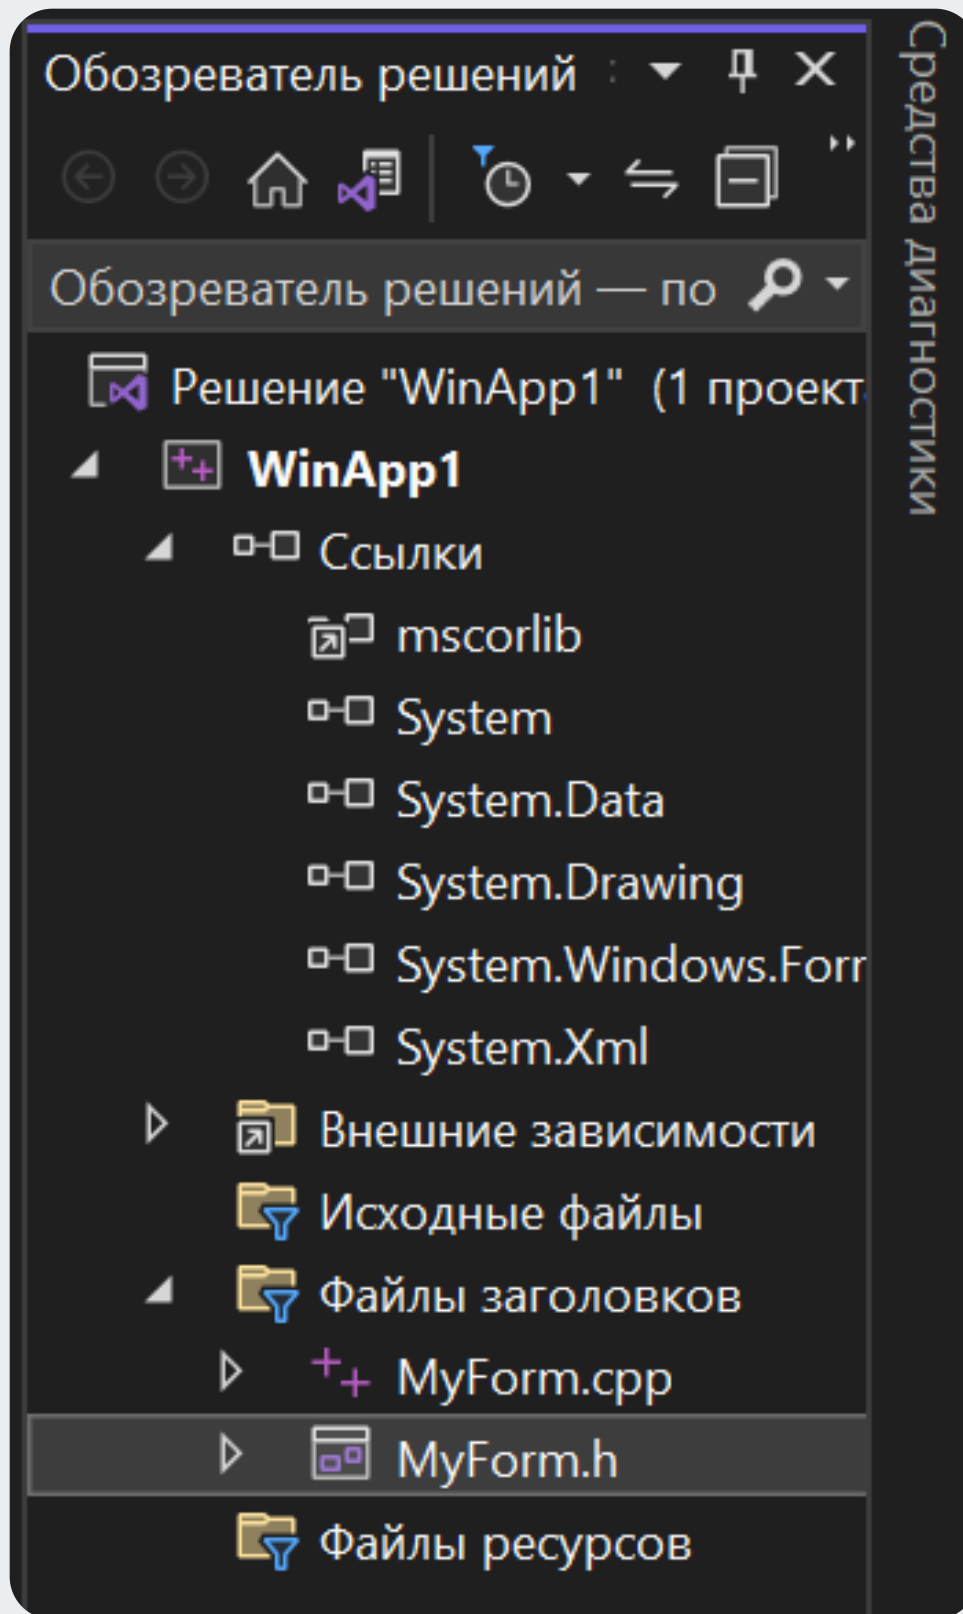 Обозреватель решений
Обозреватель решений — по
Решение "WinApp1" (1 проект
WinApp1
Ссылки
mscorlib
System
System.Data
System.Drawing
System.Windows.Forr
System.Xml
Внешние зависимости
Исходные файлы
Файлы заголовков
MyForm.cpp
MyForm.h
Файлы ресурсов
Средства диагностики